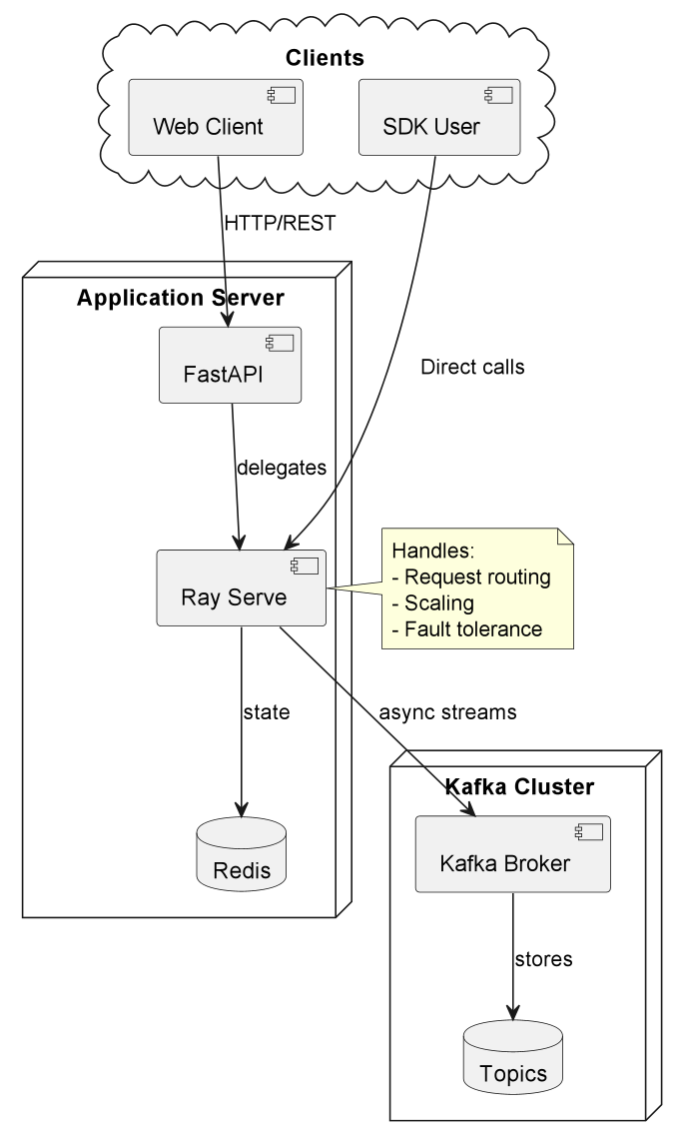 Clients
Web Client
SDK User
HTTP/REST
Application Server
FastAPI
Direct calls
delegates
Handles:
- Request routing
- Scaling
- Fault tolerance
Ray Serve
state
async streams
Kafka Cluster
Kafka Broker
Redis
stores
Topics